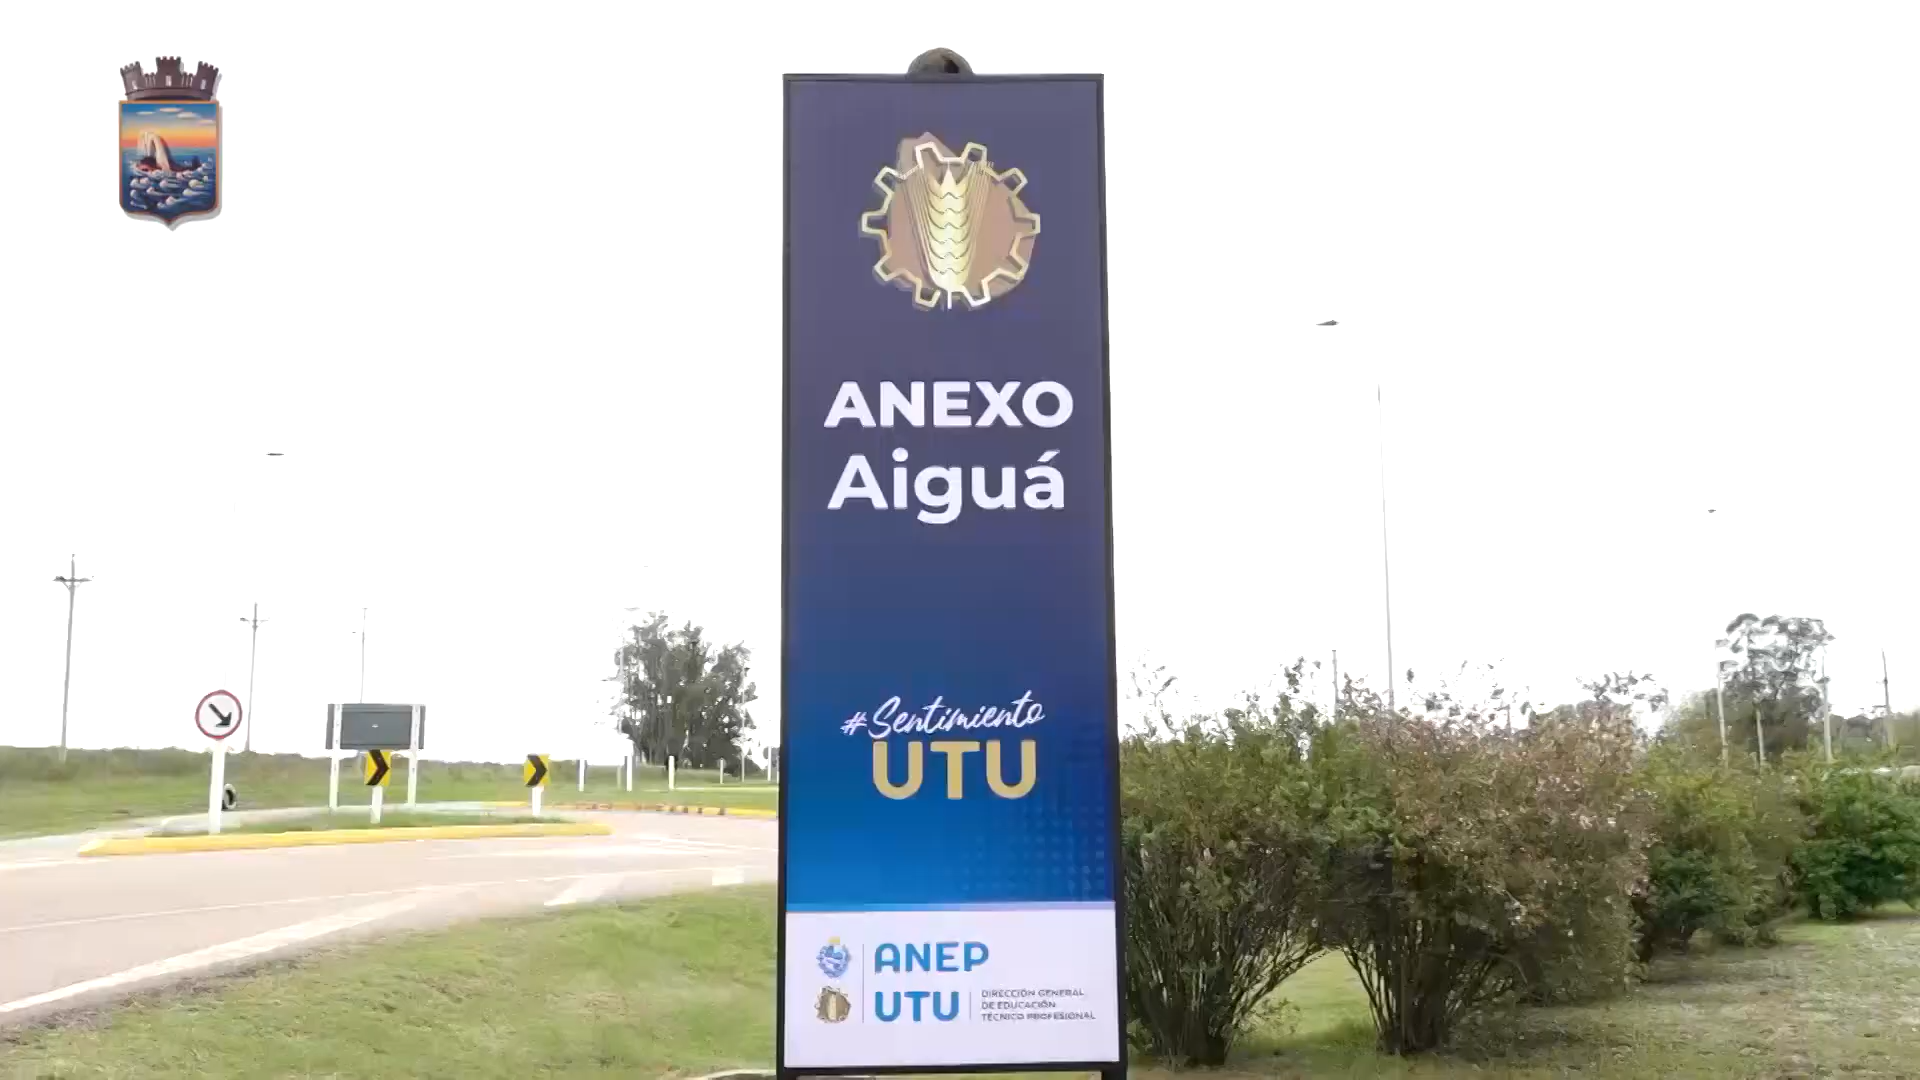 ANEXO
Aiguá
#Sentimiento
UTU
ANEP
UTU
DIRECCIÓN GENERAL
DE EDUCACIÓN
TÉCNICO PROFESIONAL